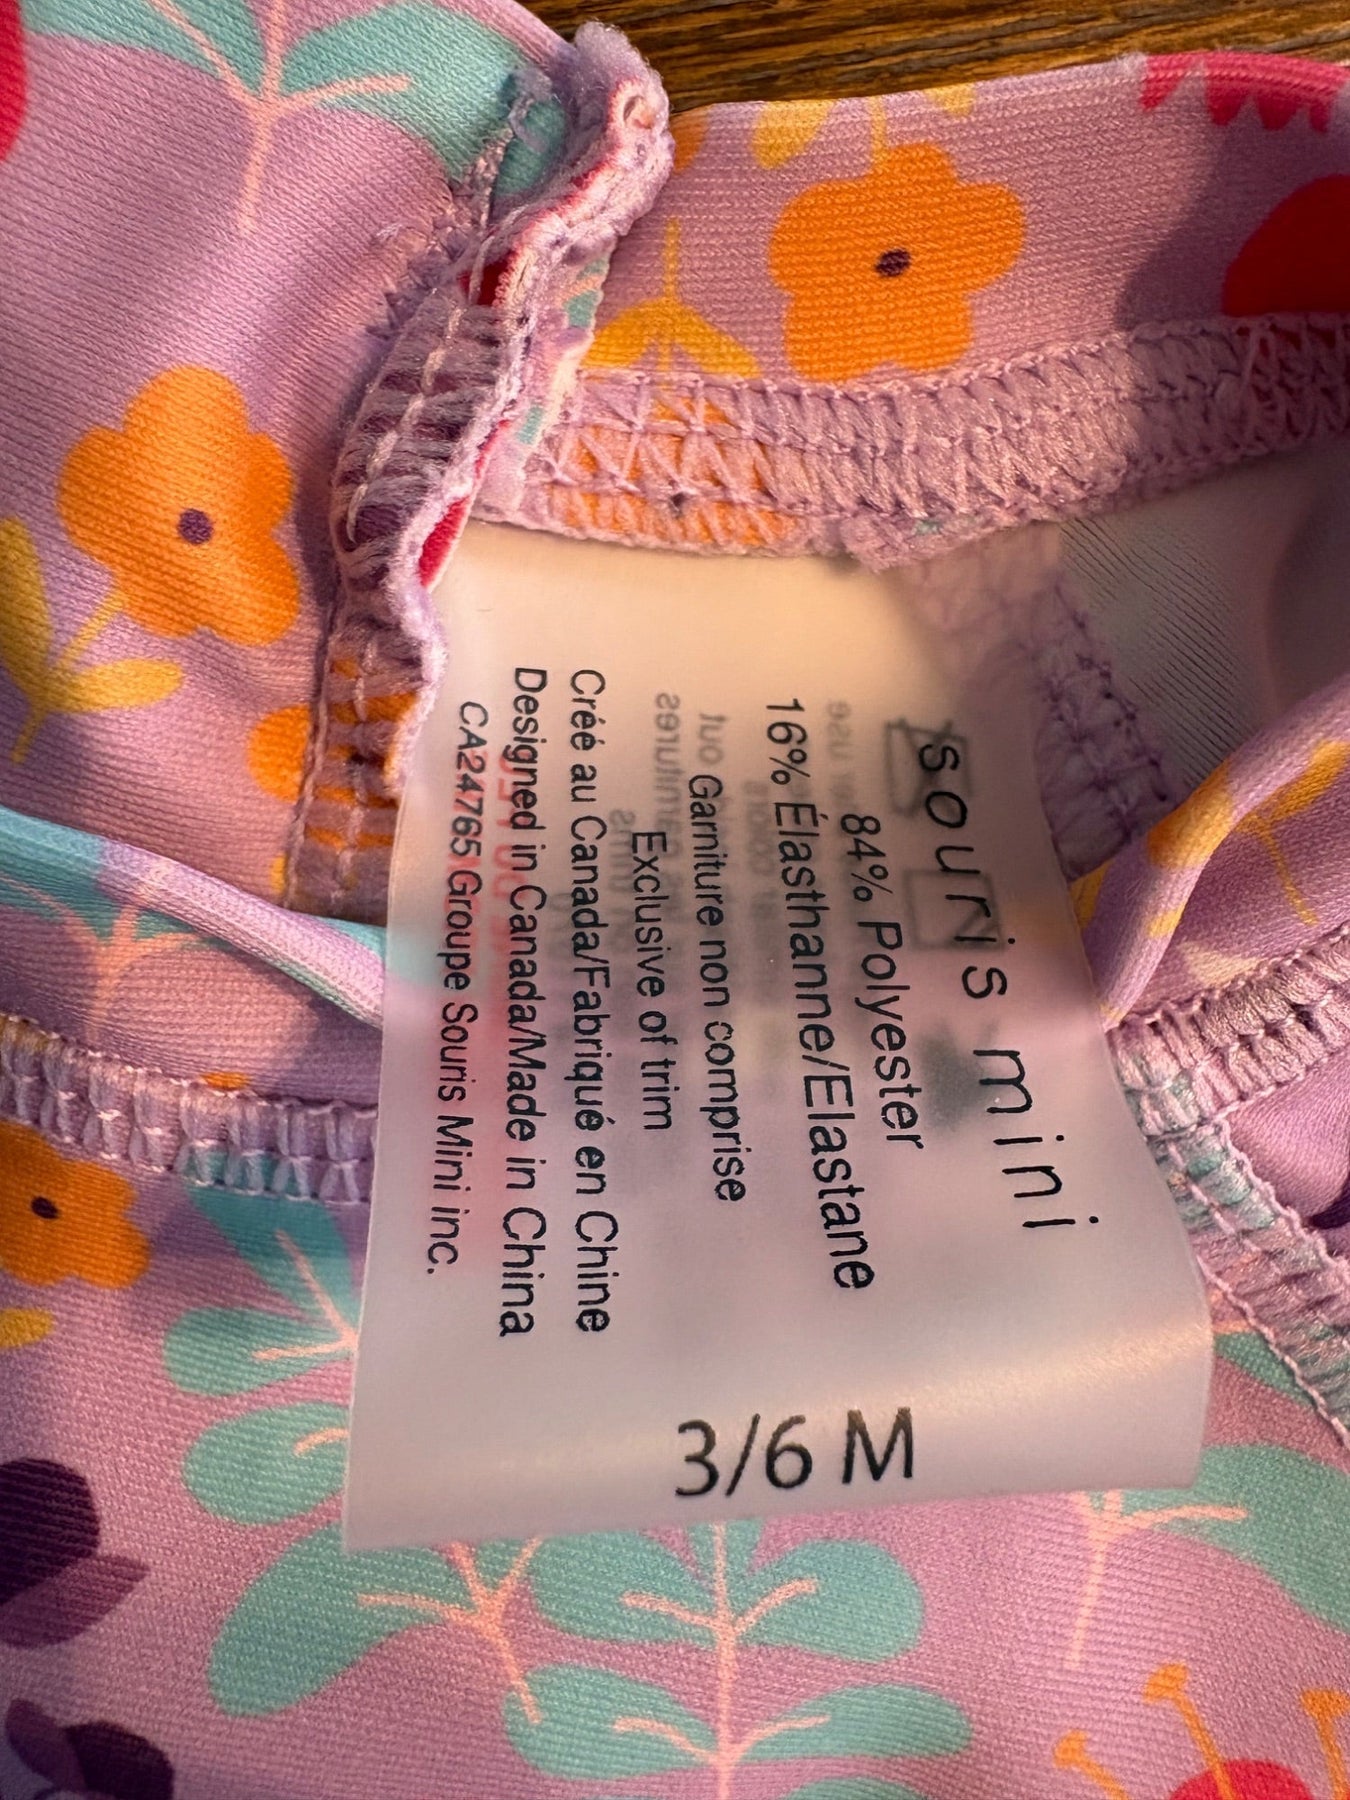 souris mini
84% Polyester
16% Élasthanne/Elastane
Garniture non comprise
Exclusive of trim
Créé au Canada/Fabriqué en Chine
Designed in Canada/Made in China
CA24765 Groupe Souris Mini inc.
3/6 M